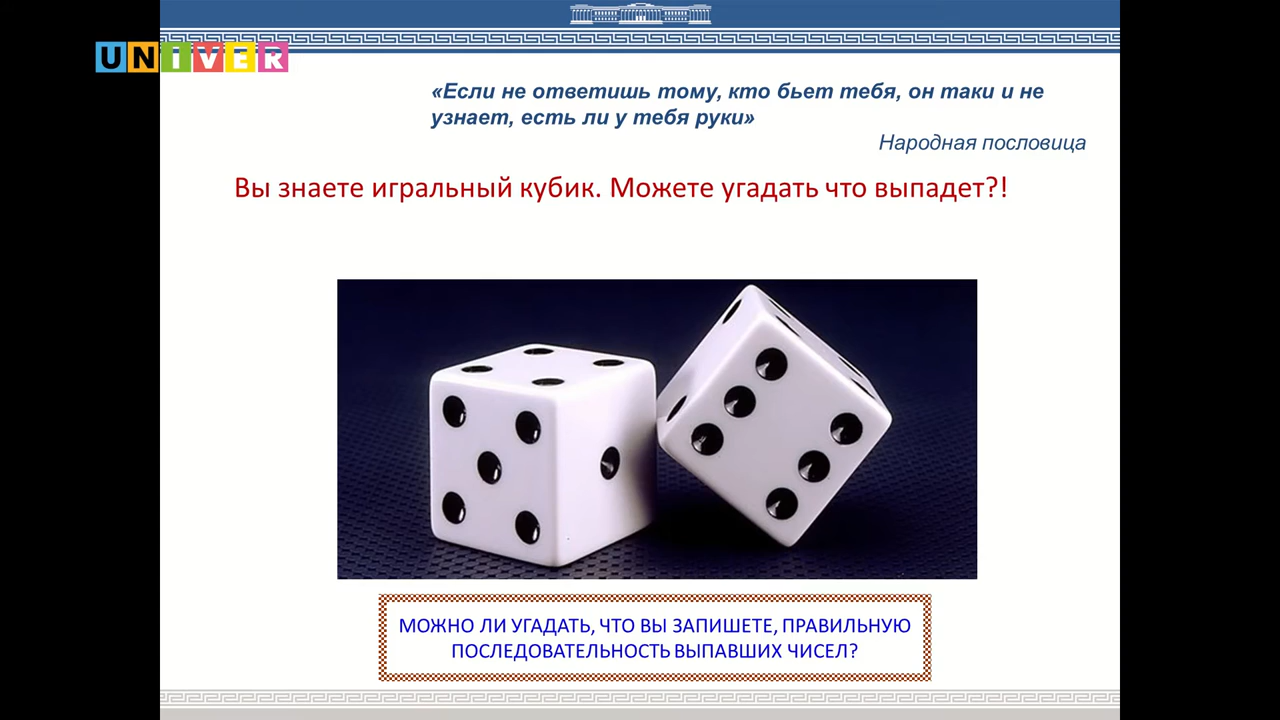 UNIVER
«Если не ответишь тому, кто бьет тебя, он таки и не
узнает, есть ли у тебя руки»
Народная пословица
Вы знаете игральный кубик. Можете угадать что выпадет?!
МОЖНО ЛИ УГАДАТЬ, ЧТО ВЫ ЗАПИШЕТЕ, ПРАВИЛЬНУЮ
ПОСЛЕДОВАТЕЛЬНОСТЬ ВЫПАВШИХ ЧИСЕЛ?